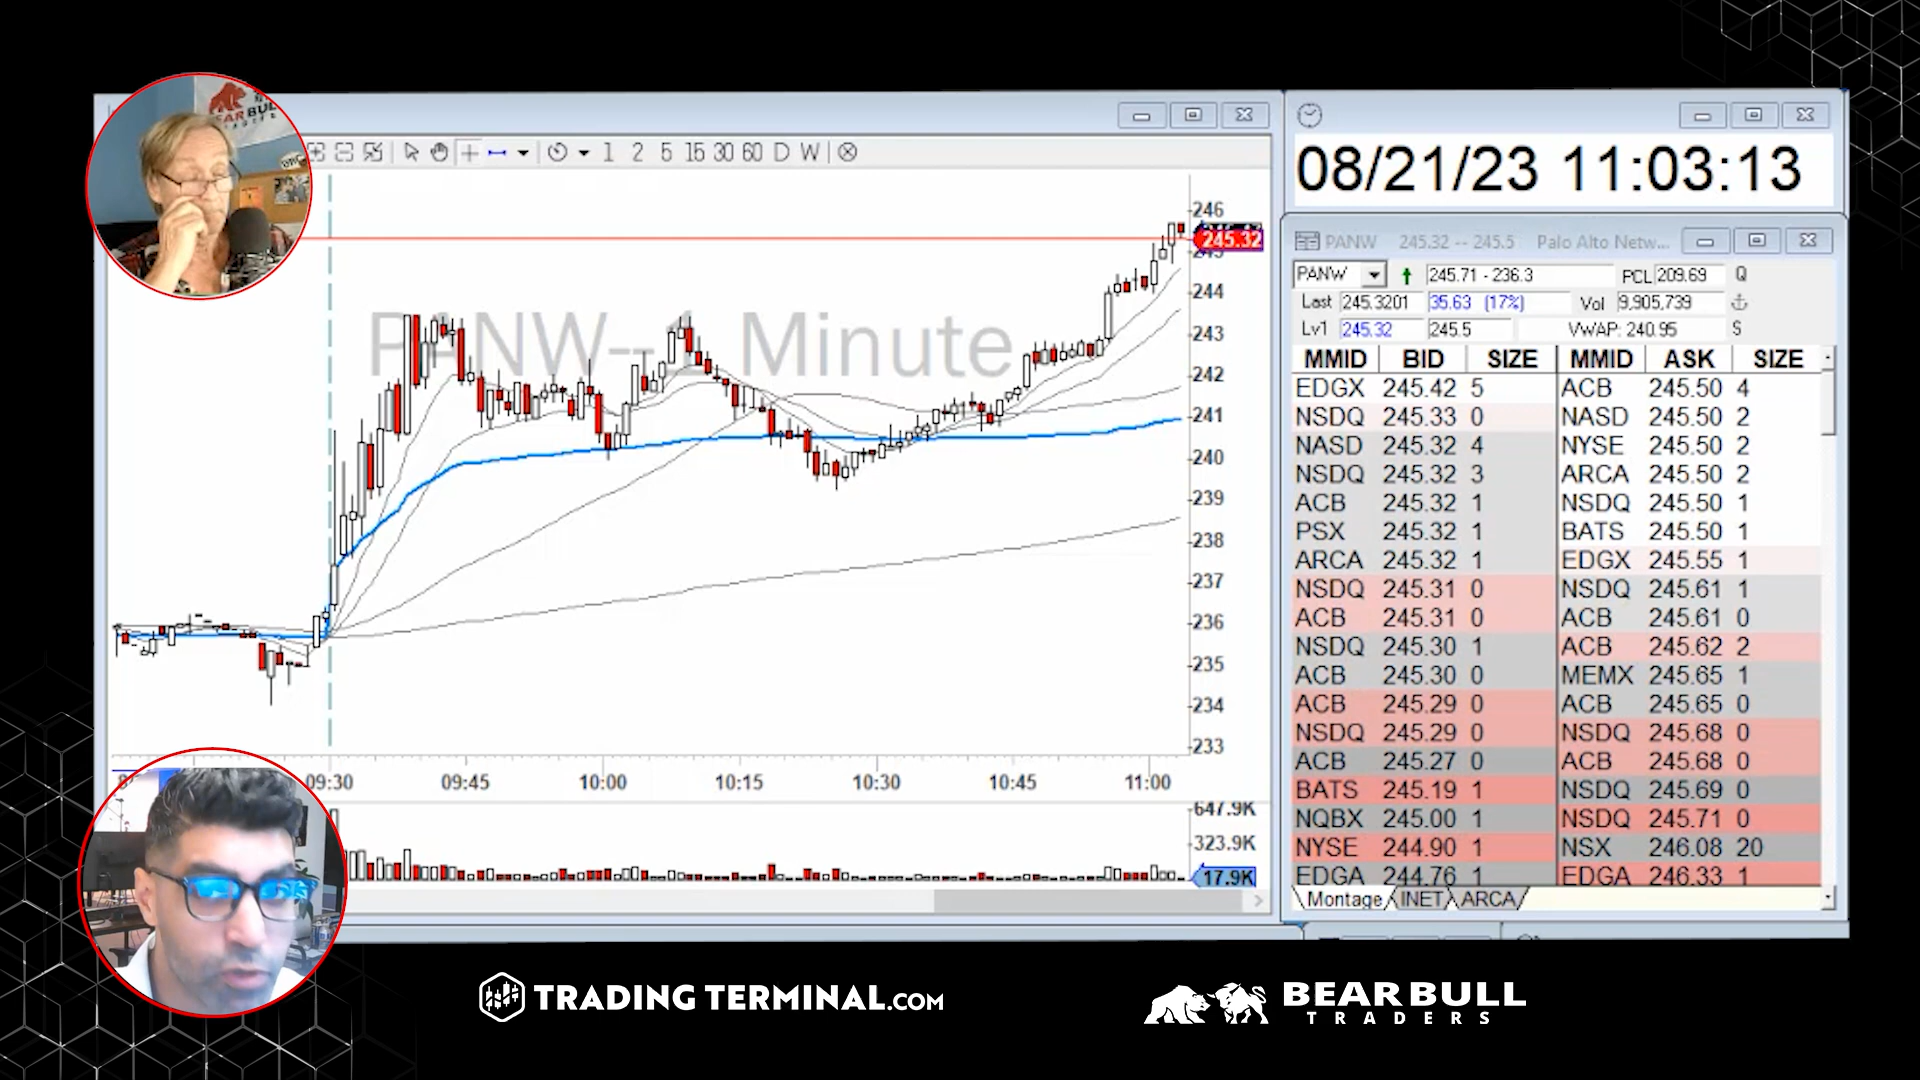 BEAR BULL
TRADERS
1 2 5 15 30 60 D W
08/21/23 11:03:13
PANW 245.32 -- 245.5 Palo Alto Netw...
PANW 245.71 - 236.3 PCL 209.69 Q
Last 245.3201 35.63 (17%) Vol 9,905,739
Lv1 245.32 245.5 VWAP: 240.95 S
MMID BID SIZE MMID ASK SIZE
EDGX 245.42 5 ACB 245.50 4
NSDQ 245.33 0 NASD 245.50 2
NASD 245.32 4 NYSE 245.50 2
NSDQ 245.32 3 ARCA 245.50 2
ACB 245.32 1 NSDQ 245.50 1
PSX 245.32 1 BATS 245.50 1
ARCA 245.32 1 EDGX 245.55 1
NSDQ 245.31 0 NSDQ 245.61 1
ACB 245.31 0 ACB 245.61 0
NSDQ 245.30 1 ACB 245.62 2
ACB 245.30 0 MEMX 245.65 1
ACB 245.29 0 ACB 245.65 0
NSDQ 245.29 0 NSDQ 245.68 0
ACB 245.27 0 ACB 245.68 0
BATS 245.19 1 NSDQ 245.69 0
NQBX 245.00 1 NSDQ 245.71 0
NYSE 244.90 1 NSX 246.08 20
EDGA 244.76 1 EDGA 246.33 1
Montage INET ARCA
PANW--1 Minute
246
245.32
245
244
243
242
241
240
239
238
237
236
235
234
233
09:30 09:45 10:00 10:15 10:30 10:45 11:00
647.9K
323.9K
17.9K
TRADING TERMINAL.COM
BEAR BULL
TRADERS